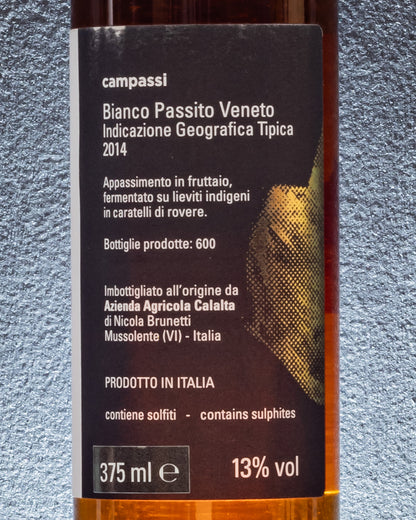 campassi
Bianco Passito Veneto
Indicazione Geografica Tipica
2014
Appassimento in fruttaio,
fermentato su lieviti indigeni
in caratelli di rovere.
Bottiglie prodotte: 600
Imbottigliato all'origine da
Azienda Agricola Calalta
di Nicola Brunetti
Mussolente (VI) - Italia
PRODOTTO IN ITALIA
contiene solfiti - contains sulphites
375 ml ℮ 13% vol